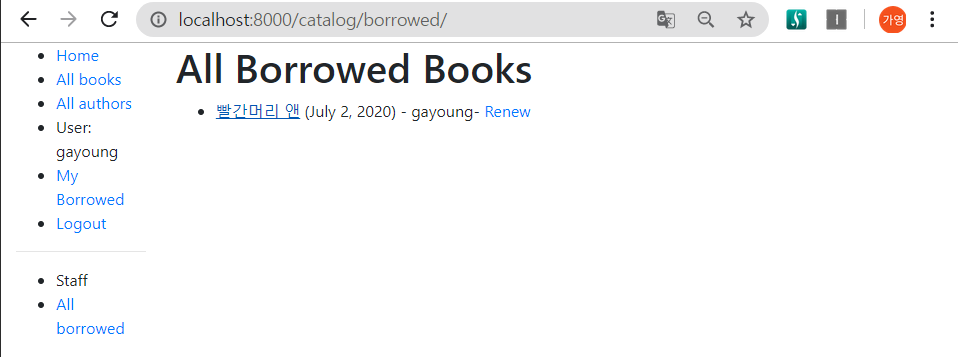 localhost:8000/catalog/borrowed/
가영
Home
All books
All authors
User:
gayoung
My
Borrowed
Logout
Staff
All
borrowed
All Borrowed Books
빨간머리 앤 (July 2, 2020) - gayoung- Renew